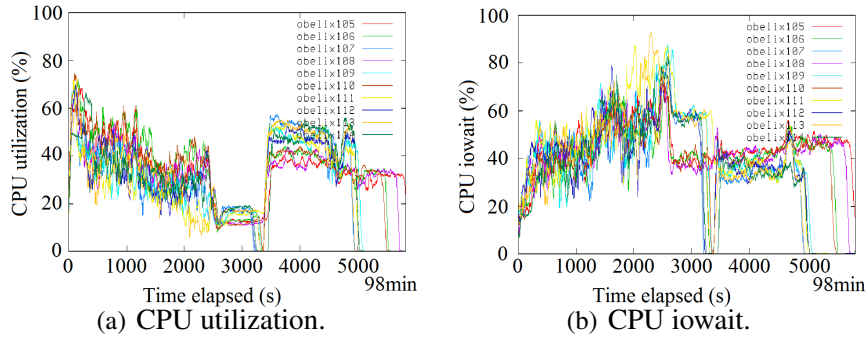 100
80
60
40
20
0
CPU utilization (%)
obelix105
obelix106
obelix107
obelix108
obelix109
obelix110
obelix111
obelix112
0
1000
2000
3000
4000
5000
98min
Time elapsed (s)
(a) CPU utilization.
100
80
60
40
20
0
CPU iowait (%)
obelix105
obelix106
obelix107
obelix108
obelix109
obelix110
obelix111
obelix112
0
1000
2000
3000
4000
5000
98min
Time elapsed (s)
(b) CPU iowait.